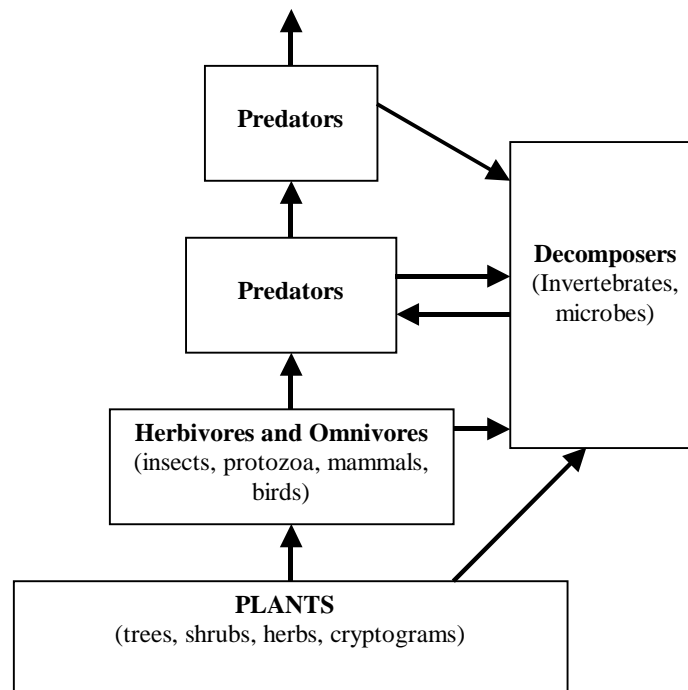 Predators
Predators
Decomposers
(Invertebrates,
microbes)
Herbivores and Omnivores
(insects, protozoa, mammals,
birds)
PLANTS
(trees, shrubs, herbs, cryptograms)